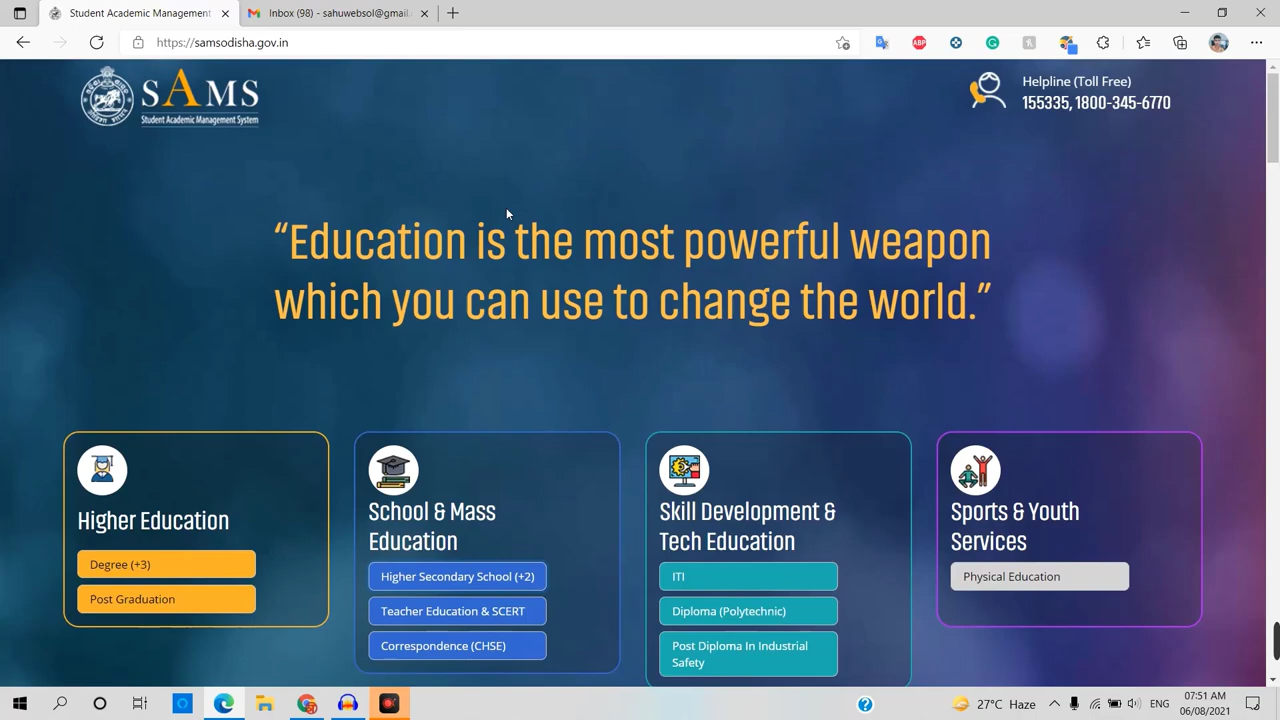 Student Academic Management
Inbox (98) - sahuwebsol@gmail.
https://samsodisha.gov.in
ABP
SAMS
Student Academic Management System
Helpline (Toll Free)
155335, 1800-345-6770
“Education is the most powerful weapon
which you can use to change the world.”
Higher Education
Degree (+3)
Post Graduation
School & Mass
Education
Higher Secondary School (+2)
Teacher Education & SCERT
Correspondence (CHSE)
Skill Development &
Tech Education
ITI
Diploma (Polytechnic)
Post Diploma In Industrial
Safety
Sports & Youth
Services
Physical Education
27°C Haze
ENG
07:51 AM
06/08/2021